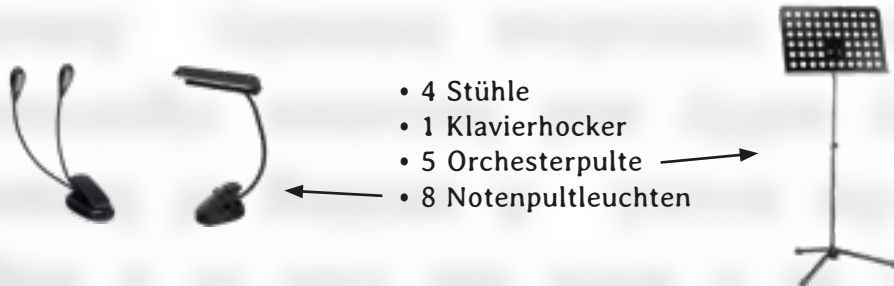 • 4 Stühle
• 1 Klavierhocker
• 5 Orchesterpulte
• 8 Notenpultleuchten